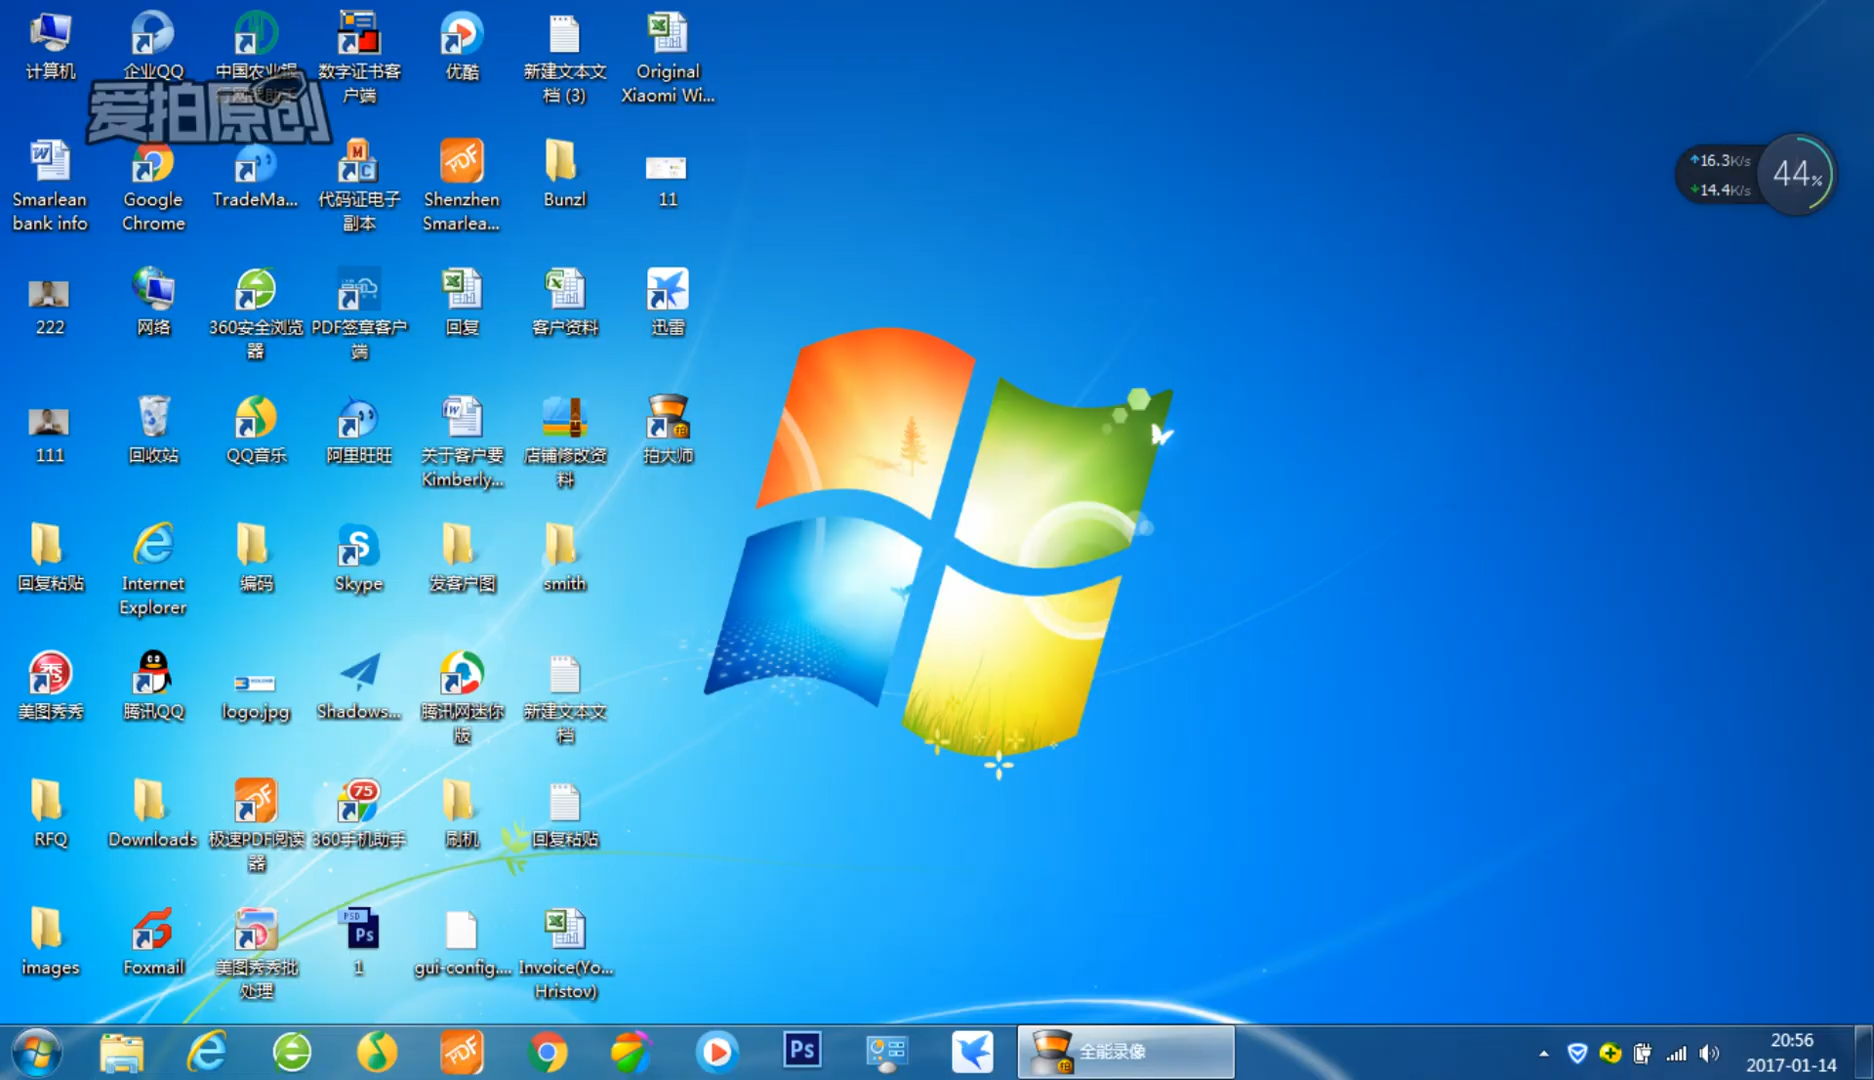 计算机
企业QQ
中国农业银
数字证书客
户端
优酷
新建文本文
档 (3)
Original
Xiaomi Wi...
爱拍原创
Smarlean
bank info
Google
Chrome
TradeMa...
代码证电子
副本
PDF
Shenzhen
Smarlea...
Bunzl
11
16.3K/s
14.4K/s
44%
222
网络
360安全浏览
器
PDF签章客户
端
回复
客户资料
迅雷
111
回收站
QQ音乐
阿里旺旺
关于客户要
Kimberly...
店铺修改资
料
拍大师
回复粘贴
Internet
Explorer
编码
Skype
发客户图
smith
美图秀秀
腾讯QQ
logo.jpg
Shadows...
腾讯网迷你
版
新建文本文
档
RFQ
Downloads
极速PDF阅读
器
75
360手机助手
刷机
回复粘贴
images
Foxmail
美图秀秀批
处理
PSD
Ps
1
gui-config....
Invoice(Yo...
Hristov)
PDF
Ps
全能录像
20:56
2017-01-14